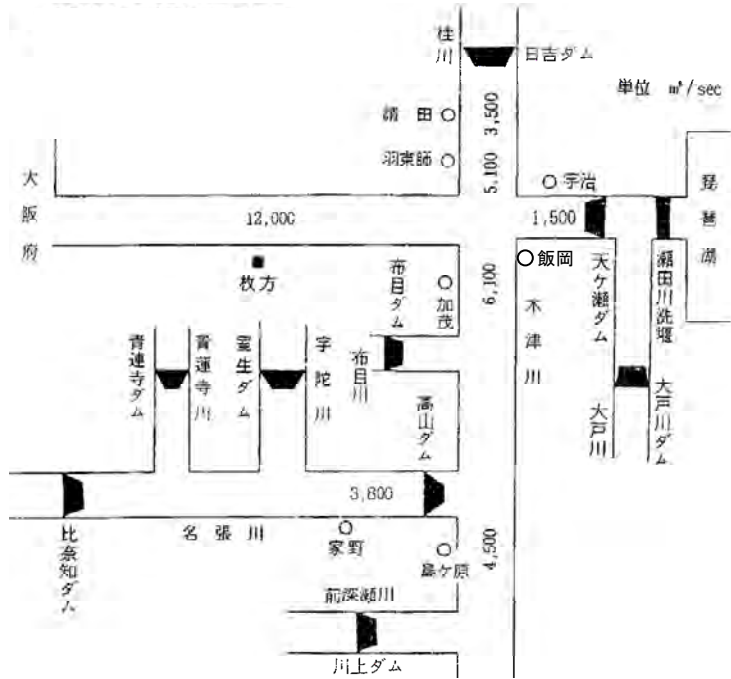 桂川
日吉ダム
単位 m³/sec
3,500
請田
羽束師
5,100
宇治
琵琶湖
大阪府
12,000
1,500
枚方
布目ダム
加茂
6,100
飯岡
木津川
天ケ瀬ダム
瀬田川洗堰
青連寺ダム
青蓮寺川
室生ダム
宇陀川
布目川
高山ダム
大戸川
大戸川ダム
3,800
比奈知ダム
名張川
家野
島ケ原
4,500
前深瀬川
川上ダム